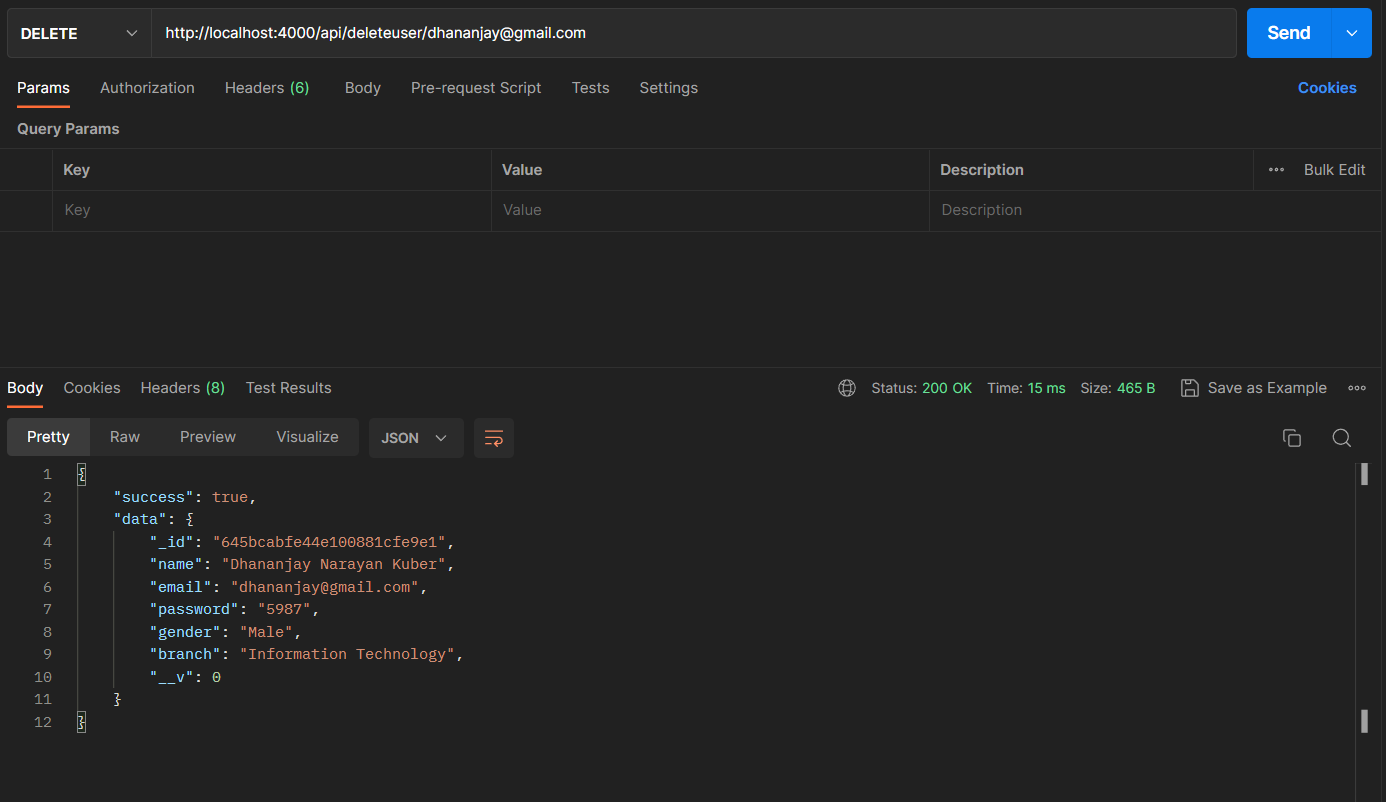 DELETE http://localhost:4000/api/deleteuser/dhananjay@gmail.com Send
Params Authorization Headers (6) Body Pre-request Script Tests Settings Cookies
Query Params
Key Value Description ••• Bulk Edit
Key Value Description
Body Cookies Headers (8) Test Results Status: 200 OK Time: 15 ms Size: 465 B Save as Example
Pretty Raw Preview Visualize JSON
1 {
2 "success": true,
3 "data": {
4 "_id": "645bcabfe44e100881cfe9e1",
5 "name": "Dhananjay Narayan Kuber",
6 "email": "dhananjay@gmail.com",
7 "password": "5987",
8 "gender": "Male",
9 "branch": "Information Technology",
10 "__v": 0
11 }
12 }